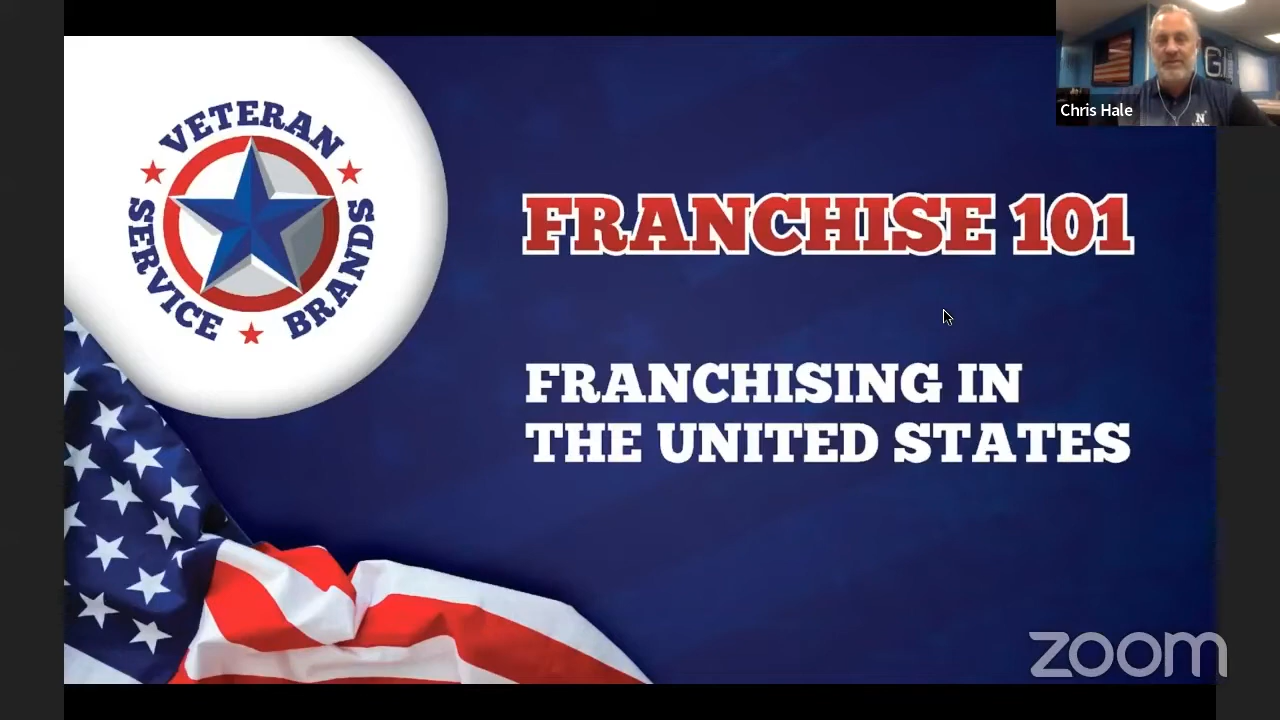 VETERAN
SERVICE
BRANDS
FRANCHISE 101
FRANCHISING IN
THE UNITED STATES
Chris Hale
N
zoom